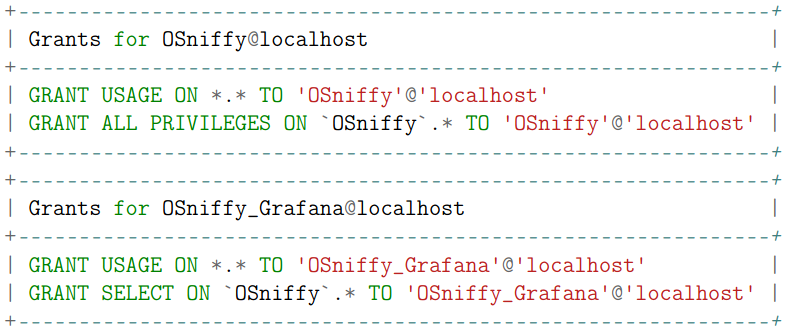 +--------------------------------------------------------------+
| Grants for OSniffy@localhost                                 |
+--------------------------------------------------------------+
| GRANT USAGE ON *.* TO 'OSniffy'@'localhost'                  |
| GRANT ALL PRIVILEGES ON `OSniffy`.* TO 'OSniffy'@'localhost' |
+--------------------------------------------------------------+
+--------------------------------------------------------------+
| Grants for OSniffy_Grafana@localhost                         |
+--------------------------------------------------------------+
| GRANT USAGE ON *.* TO 'OSniffy_Grafana'@'localhost'          |
| GRANT SELECT ON `OSniffy`.* TO 'OSniffy_Grafana'@'localhost' |
+--------------------------------------------------------------+